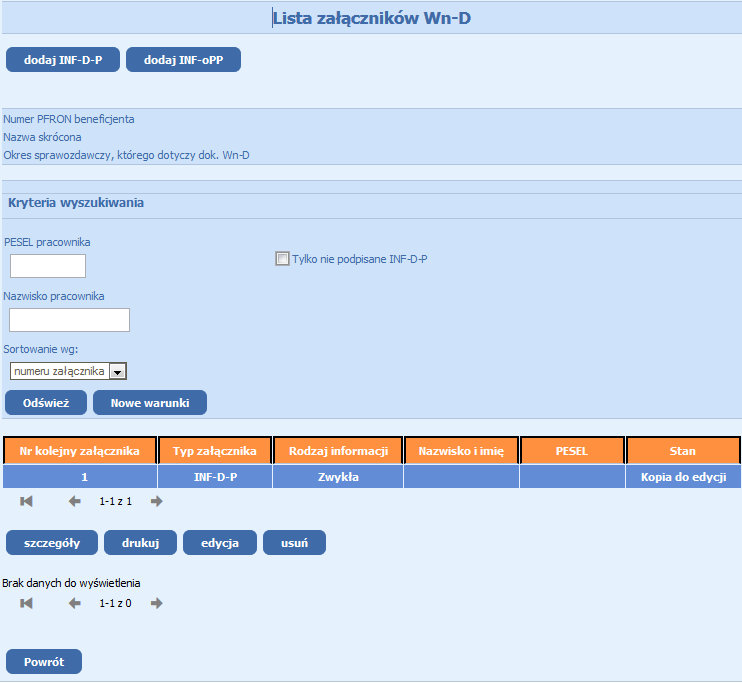 Lista załączników Wn-D
dodaj INF-D-P dodaj INF-oPP
Numer PFRON beneficjenta
Nazwa skrócona
Okres sprawozdawczy, którego dotyczy dok. Wn-D
Kryteria wyszukiwania
PESEL pracownika
Tylko nie podpisane INF-D-P
Nazwisko pracownika
Sortowanie wg:
numeru załącznika
Odśwież Nowe warunki
Nr kolejny załącznika Typ załącznika Rodzaj informacji Nazwisko i imię PESEL Stan
1 INF-D-P Zwykła Kopia do edycji
1-1 z 1
szczegóły drukuj edycja usuń
Brak danych do wyświetlenia
1-1 z 0
Powrót